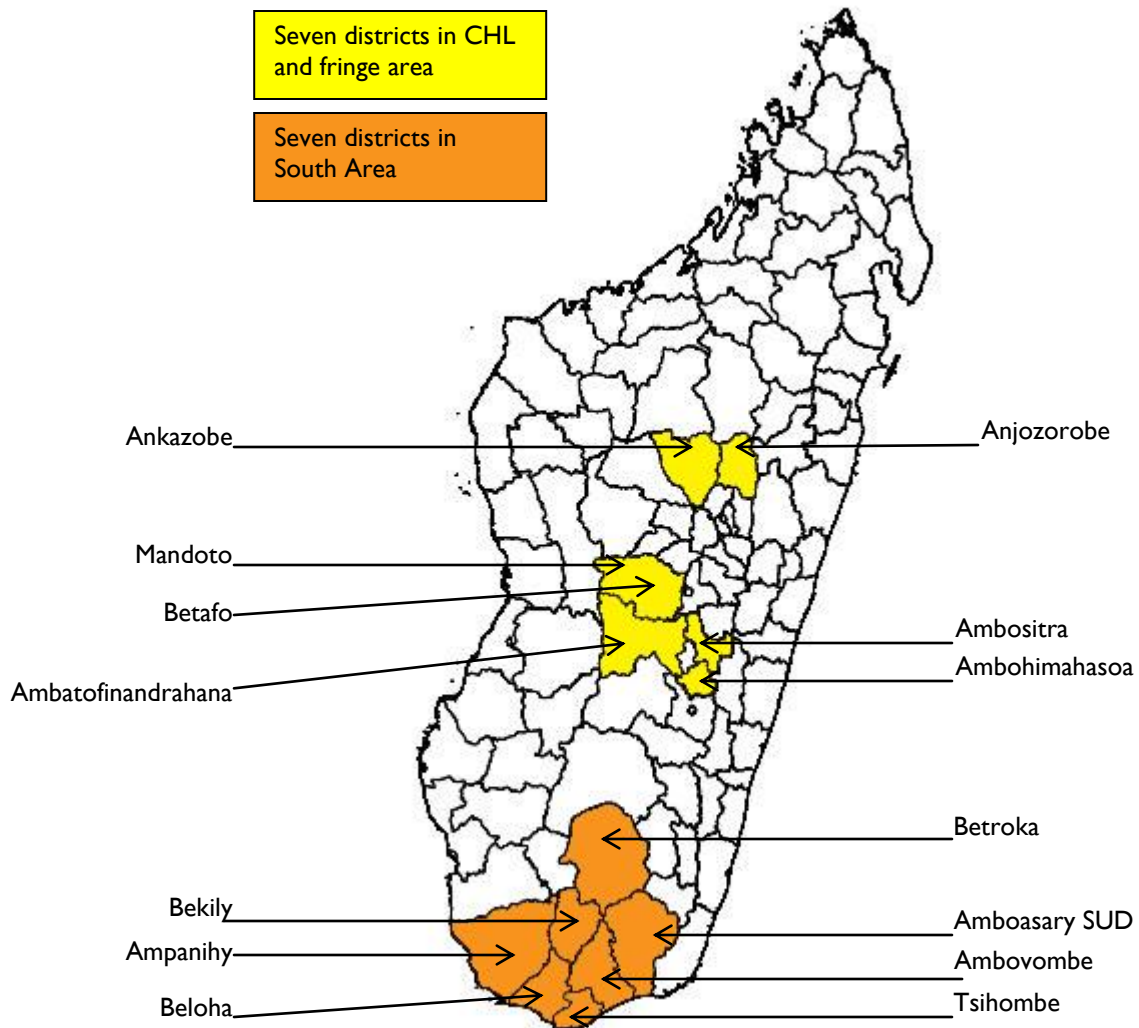 Seven districts in CHL
and fringe area
Seven districts in
South Area
Ankazobe
Anjozorobe
Mandoto
Betafo
Ambositra
Ambohimahasoa
Ambatofinandrahana
Betroka
Bekily
Amboasary SUD
Ampanihy
Ambovombe
Beloha
Tsihombe